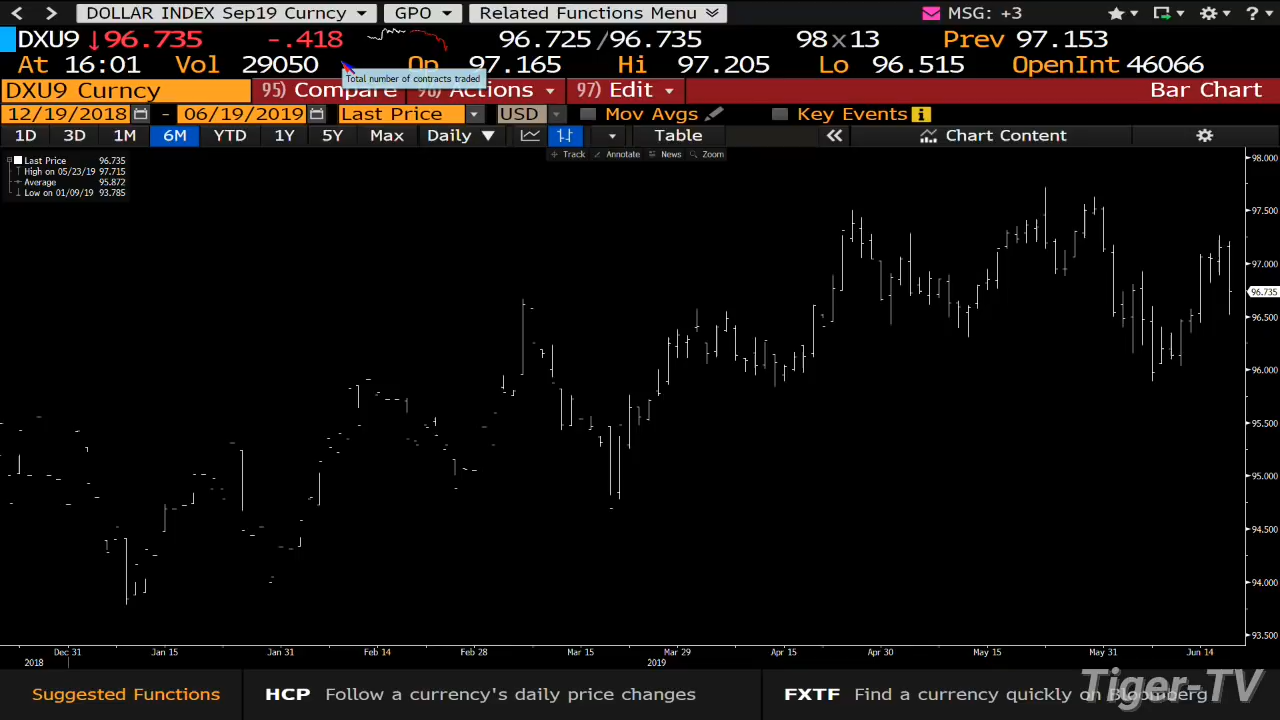 DOLLAR INDEX Sep19 Curncy GPO Related Functions Menu MSG: +3
DXU9 ↓96.735 -.418 96.725/96.735 98x13 Prev 97.153
At 16:01 Vol 29050 Op 97.165 Hi 97.205 Lo 96.515 OpenInt 46066
Total number of contracts traded
DXU9 Curncy 95) Compare Actions 97) Edit Bar Chart
12/19/2018 - 06/19/2019 Last Price USD Mov Avgs Key Events
1D 3D 1M 6M YTD 1Y 5Y Max Daily ▼ Table « Chart Content
Track Annotate News Zoom
Last Price 96.735
High on 05/23/19 97.715
Average 95.872
Low on 01/09/19 93.785
98.000
97.500
97.000
96.735
96.500
96.000
95.500
95.000
94.500
94.000
93.500
Dec 31 Jan 15 Jan 31 Feb 14 Feb 28 Mar 15 Mar 29 Apr 15 Apr 30 May 15 May 31 Jun 14
2018 2019
Suggested Functions HCP Follow a currency's daily price changes FXTF Find a currency quickly on Bloomberg
Tiger-TV